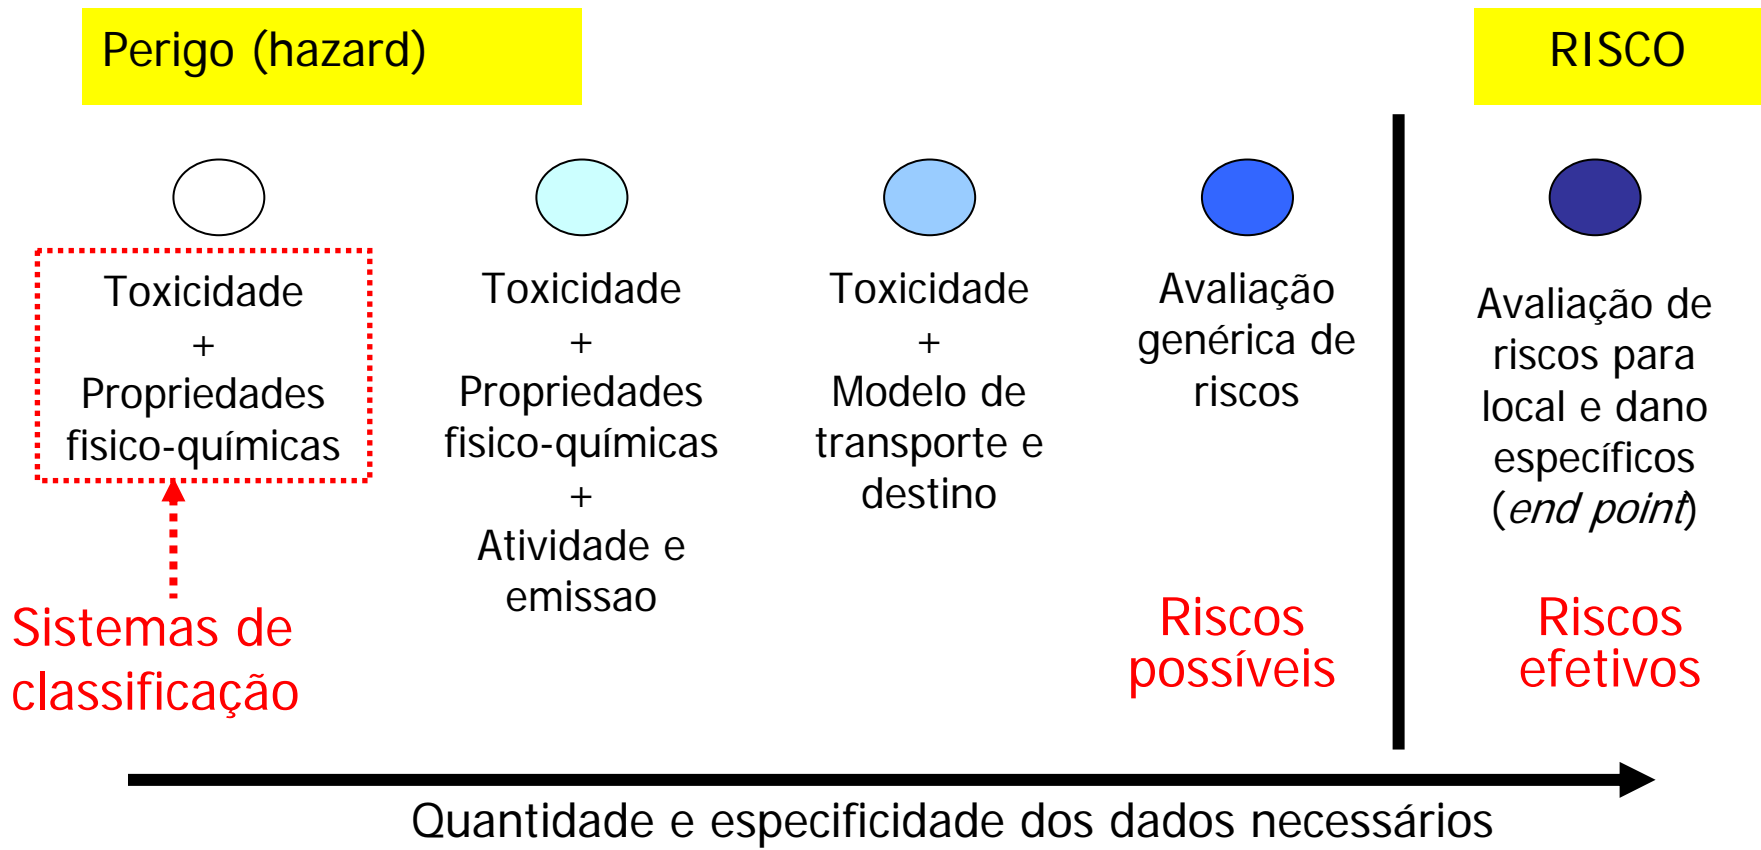 Perigo (hazard)
RISCO
Toxicidade
+
Propriedades
fisico-químicas
Toxicidade
+
Propriedades
fisico-químicas
+
Atividade e
emissao
Toxicidade
+
Modelo de
transporte e
destino
Avaliação
genérica de
riscos
Avaliação de
riscos para
local e dano
específicos
(end point)
Sistemas de
classificação
Riscos
possíveis
Riscos
efetivos
Quantidade e especificidade dos dados necessários